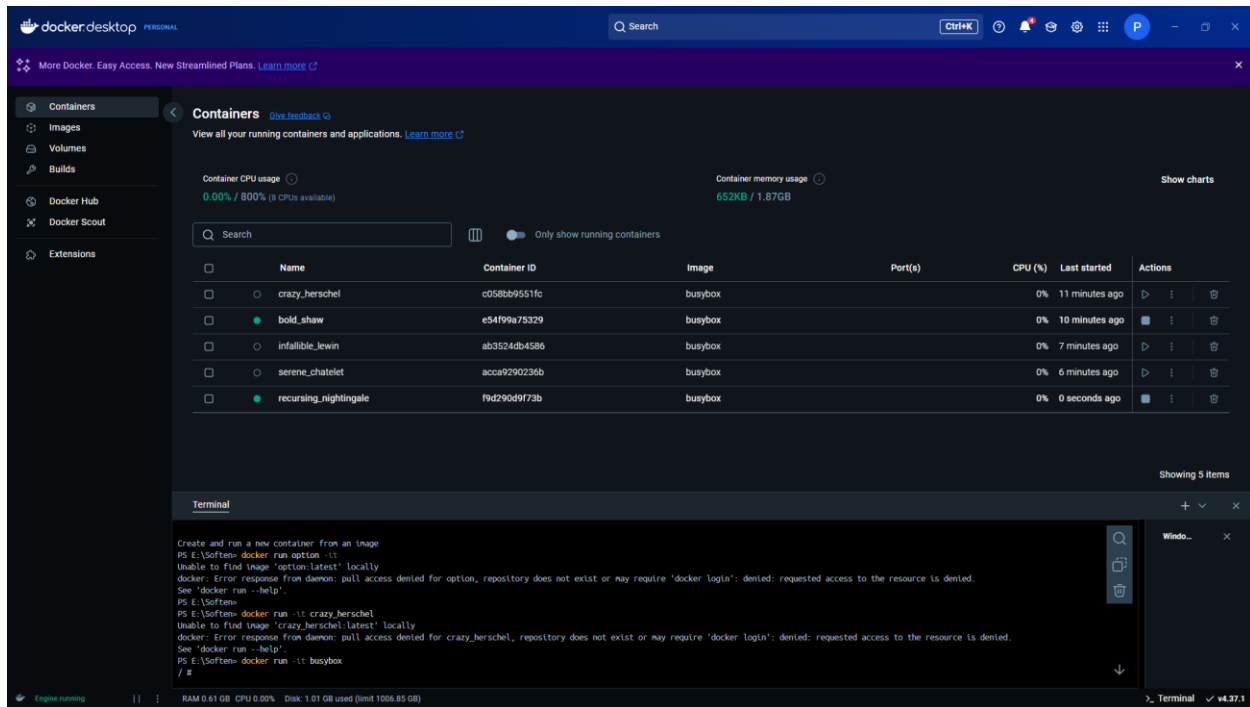 docker.desktop PERSONAL
Search
Ctrl+K
4
P
More Docker. Easy Access. New Streamlined Plans. Learn more
Containers
Images
Volumes
Builds
Docker Hub
Docker Scout
Extensions
Containers Give feedback
View all your running containers and applications. Learn more
Container CPU usage
0.00% / 800% (8 CPUs available)
Container memory usage
652KB / 1.87GB
Show charts
Search
Only show running containers
Name Container ID Image Port(s) CPU (%) Last started Actions
crazy_herschel c058bb9551fc busybox 0% 11 minutes ago
bold_shaw e54f99a75329 busybox 0% 10 minutes ago
infallible_lewin ab3524db4586 busybox 0% 7 minutes ago
serene_chatelet acca9290236b busybox 0% 6 minutes ago
recursing_nightingale f9d290d9f73b busybox 0% 0 seconds ago
Showing 5 items
Terminal
Windo...
Create and run a new container from an image
PS E:\Soften> docker run option -it
Unable to find image 'option:latest' locally
docker: Error response from daemon: pull access denied for option, repository does not exist or may require 'docker login': denied: requested access to the resource is denied.
See 'docker run --help'.
PS E:\Soften>
PS E:\Soften> docker run -it crazy_herschel
Unable to find image 'crazy_herschel:latest' locally
docker: Error response from daemon: pull access denied for crazy_herschel, repository does not exist or may require 'docker login': denied: requested access to the resource is denied.
See 'docker run --help'.
PS E:\Soften> docker run -it busybox
/ #
Engine running
RAM 0.61 GB CPU 0.00% Disk: 1.01 GB used (limit 1006.85 GB)
>_ Terminal
v4.37.1